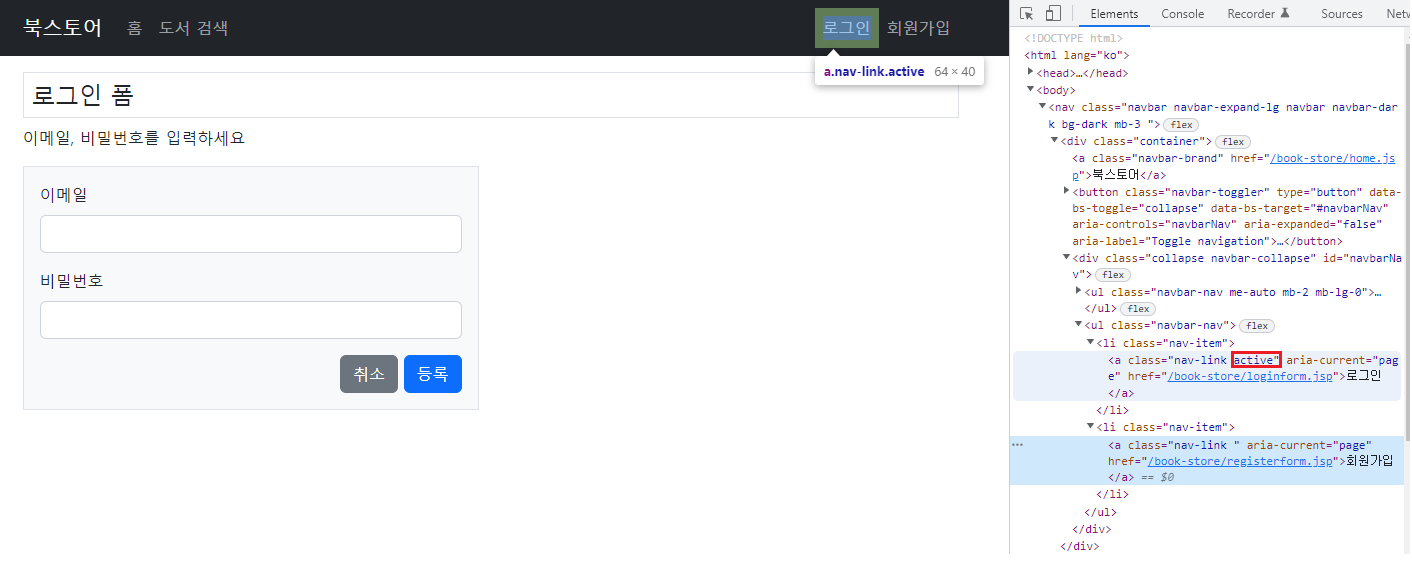 북스토어 홈 도서 검색 로그인 회원가입
a.nav-link.active 64 × 40
로그인 폼
이메일, 비밀번호를 입력하세요
이메일
비밀번호
취소 등록
Elements Console Recorder Sources Netw
<!DOCTYPE html>
<html lang="ko">
<head>…</head>
<body>
<nav class="navbar navbar-expand-lg navbar navbar-dar
k bg-dark mb-3 "> flex
<div class="container"> flex
<a class="navbar-brand" href="/book-store/home.js
p">북스토어</a>
<button class="navbar-toggler" type="button" data-
bs-toggle="collapse" data-bs-target="#navbarNav"
aria-controls="navbarNav" aria-expanded="false"
aria-label="Toggle navigation">…</button>
<div class="collapse navbar-collapse" id="navbarNa
v"> flex
<ul class="navbar-nav me-auto mb-2 mb-lg-0">…
</ul> flex
<ul class="navbar-nav"> flex
<li class="nav-item">
<a class="nav-link active" aria-current="pag
e" href="/book-store/loginform.jsp">로그인
</a>
</li>
<li class="nav-item">
<a class="nav-link " aria-current="page"
href="/book-store/registerform.jsp">회원가입
</a> == $0
</li>
</ul>
</div>
</div>